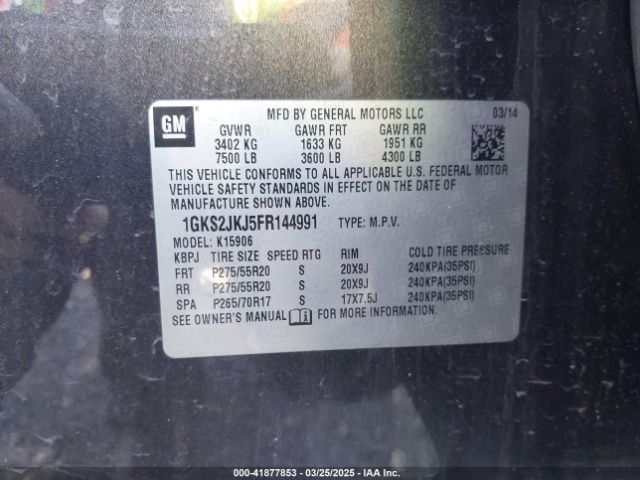 GM
MFD BY GENERAL MOTORS LLC 03/14
GVWR GAWR FRT GAWR RR
3402 KG 1633 KG 1951 KG
7500 LB 3600 LB 4300 LB
THIS VEHICLE CONFORMS TO ALL APPLICABLE U.S. FEDERAL MOTOR
VEHICLE SAFETY STANDARDS IN EFFECT ON THE DATE OF
MANUFACTURE SHOWN ABOVE.
1GKS2JKJ5FR144991 TYPE: M.P.V.
MODEL: K15906
KBPJ TIRE SIZE SPEED RTG RIM COLD TIRE PRESSURE
FRT P275/55R20 S 20X9J 240KPA(35PSI)
RR P275/55R20 S 20X9J 240KPA(35PSI)
SPA P265/70R17 S 17X7.5J 240KPA(35PSI)
SEE OWNER'S MANUAL i FOR MORE INFORMATION.
000-41877853 - 03/25/2025 - IAA Inc.